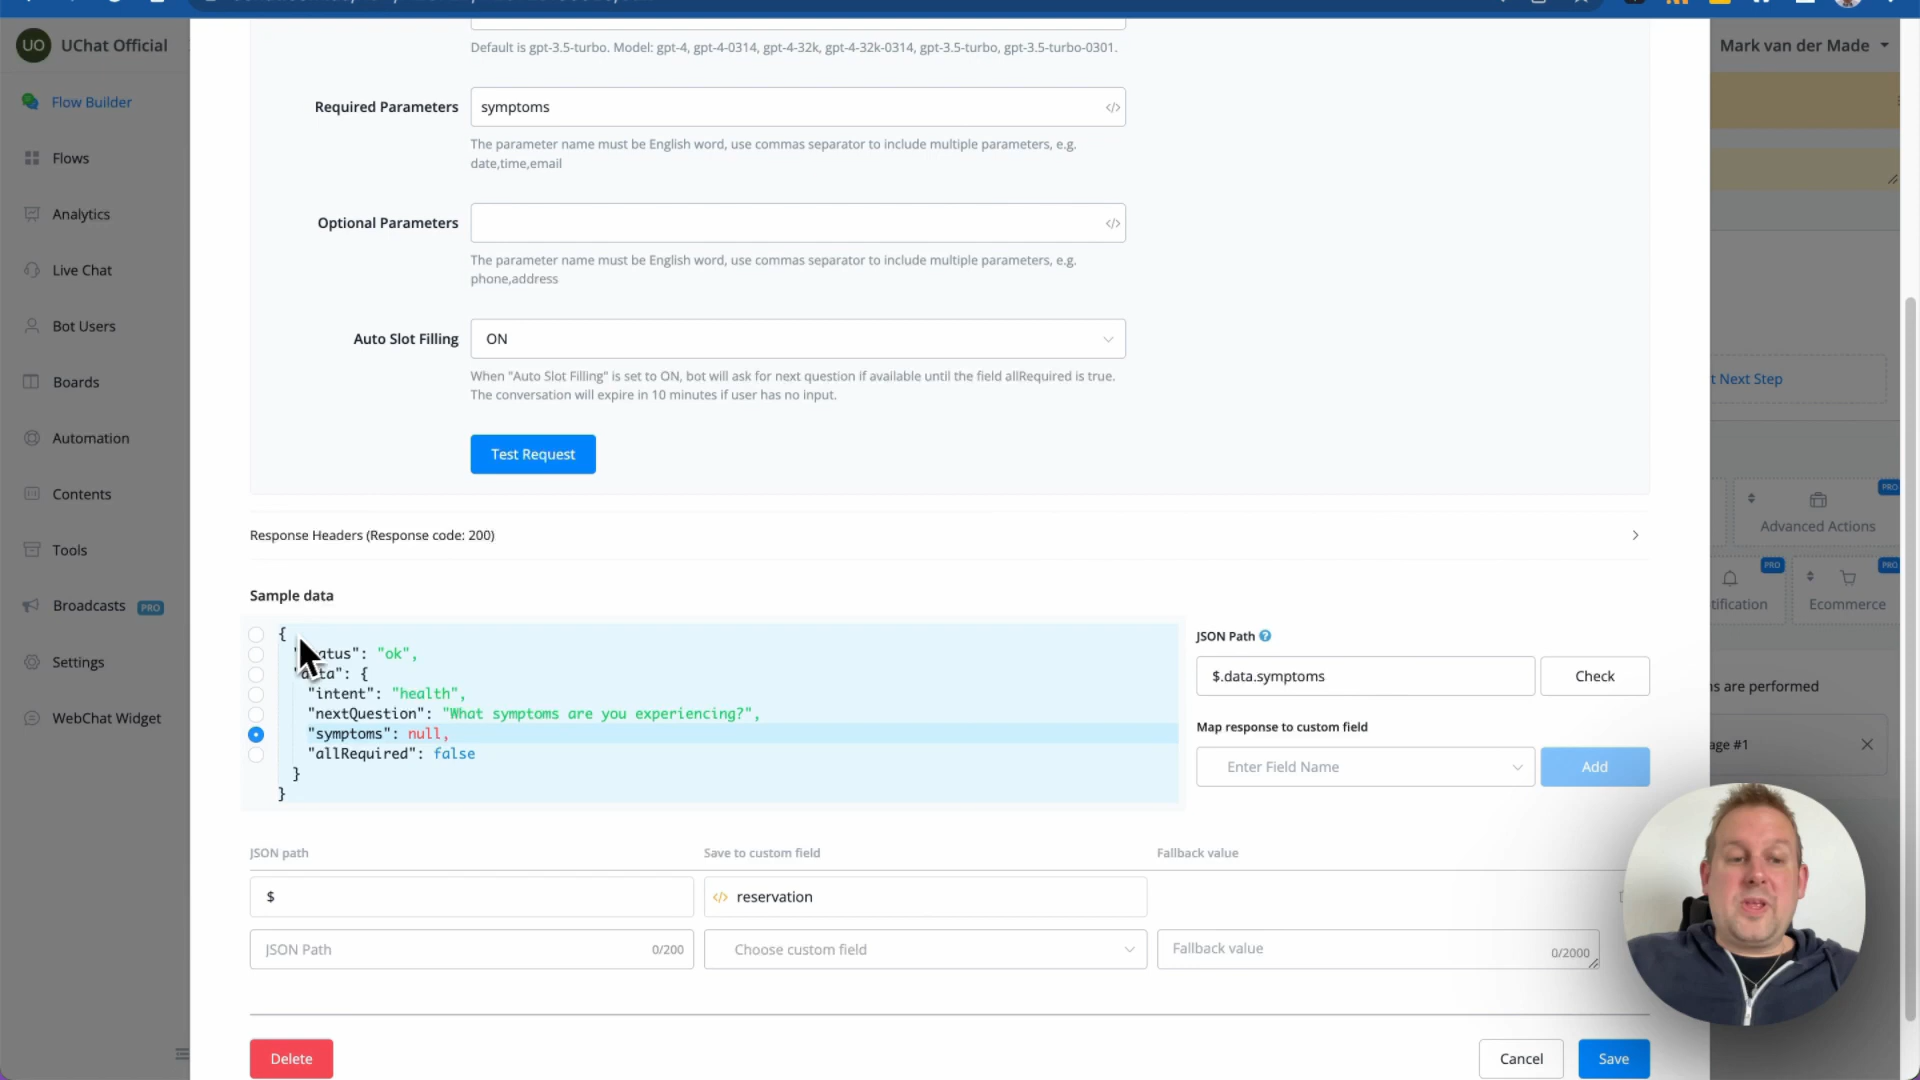 UO UChat Official
Mark van der Made
Flow Builder
Flows
Analytics
Live Chat
Bot Users
Boards
Automation
Contents
Tools
Broadcasts PRO
Settings
WebChat Widget
Default is gpt-3.5-turbo. Model: gpt-4, gpt-4-0314, gpt-4-32k, gpt-4-32k-0314, gpt-3.5-turbo, gpt-3.5-turbo-0301.
Required Parameters symptoms </>
The parameter name must be English word, use commas separator to include multiple parameters, e.g.
date,time,email
Optional Parameters </>
The parameter name must be English word, use commas separator to include multiple parameters, e.g.
phone,address
Auto Slot Filling ON
When "Auto Slot Filling" is set to ON, bot will ask for next question if available until the field allRequired is true.
The conversation will expire in 10 minutes if user has no input.
Test Request
Response Headers (Response code: 200)
Sample data
{
atus": "ok",
ta": {
"intent": "health",
"nextQuestion": "What symptoms are you experiencing?",
"symptoms": null,
"allRequired": false
}
}
JSON Path ?
$.data.symptoms Check
Map response to custom field
Enter Field Name Add
JSON path Save to custom field Fallback value
$ </> reservation
JSON Path 0/200 Choose custom field Fallback value 0/2000
Delete Cancel Save
t Next Step
PRO
Advanced Actions
PRO PRO
tification Ecommerce
ns are performed
age #1